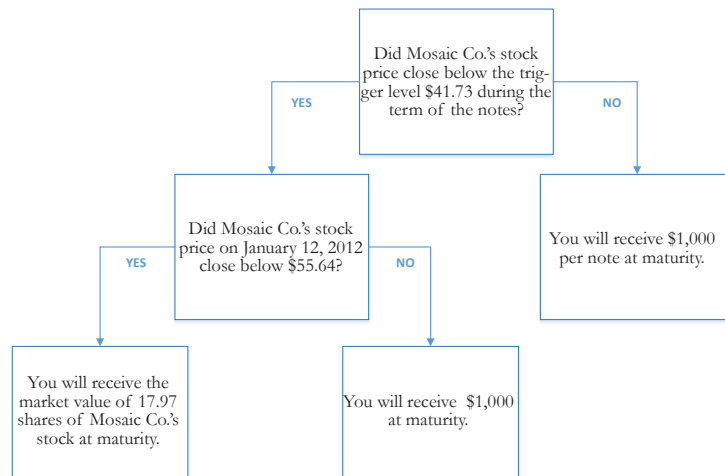 Did Mosaic Co.'s stock
price close below the trig-
ger level $41.73 during the
term of the notes?
YES
NO
Did Mosaic Co.'s stock
price on January 12, 2012
close below $55.64?
You will receive $1,000
per note at maturity.
YES
NO
You will receive the
market value of 17.97
shares of Mosaic Co.'s
stock at maturity.
You will receive $1,000
at maturity.